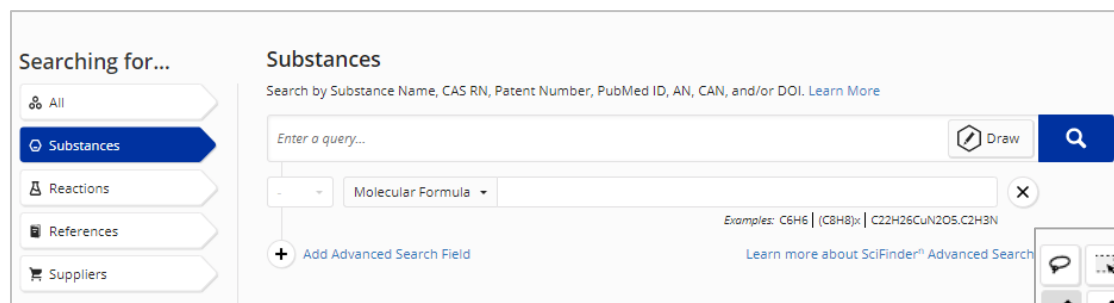 Searching for...
All
Substances
Reactions
References
Suppliers
Substances
Search by Substance Name, CAS RN, Patent Number, PubMed ID, AN, CAN, and/or DOI. Learn More
Enter a query...
Draw
-
Molecular Formula
Examples: C6H6 | (C8H8)x | C22H26CuN2O5.C2H3N
Add Advanced Search Field
Learn more about SciFinderⁿ Advanced Search